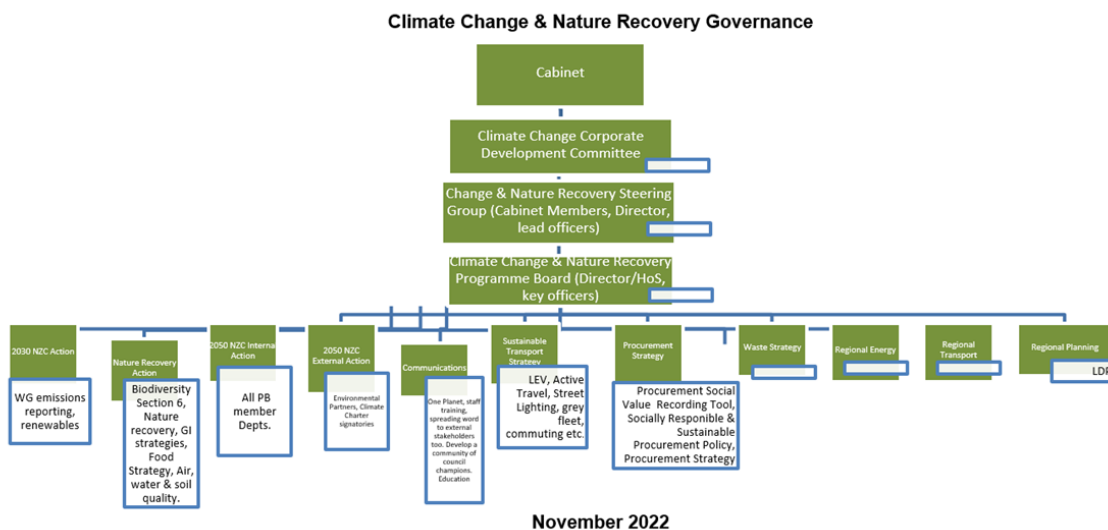 Climate Change & Nature Recovery Governance
Cabinet
Climate Change Corporate
Development Committee
Change & Nature Recovery Steering
Group (Cabinet Members, Director,
lead officers)
Climate Change & Nature Recovery
Programme Board (Director/HoS,
key officers)
2030 NZC Action
WG emissions
reporting,
renewables
Nature Recovery
Action
Biodiversity
Section 6,
Nature
recovery, GI
strategies,
Food
Strategy, Air,
water & soil
quality.
2050 NZC Internal
Action
All PB
member
Depts.
2050 NZC
External Action
Environmental
Partners, Climate
Charter
signatories
Communications
One Planet, staff
training,
spreading word
to external
stakeholders
too. Develop a
community of
council
champions.
Education
Sustainable
Transport Strategy
LEV, Active
Travel, Street
Lighting, grey
fleet,
commuting etc.
Procurement
Strategy
Procurement Social
Value Recording Tool,
Socially Responible &
Sustainable
Procurement Policy,
Procurement Strategy
Waste Strategy
Regional Energy
Regional
Transport
Regional Planning
LDP
November 2022